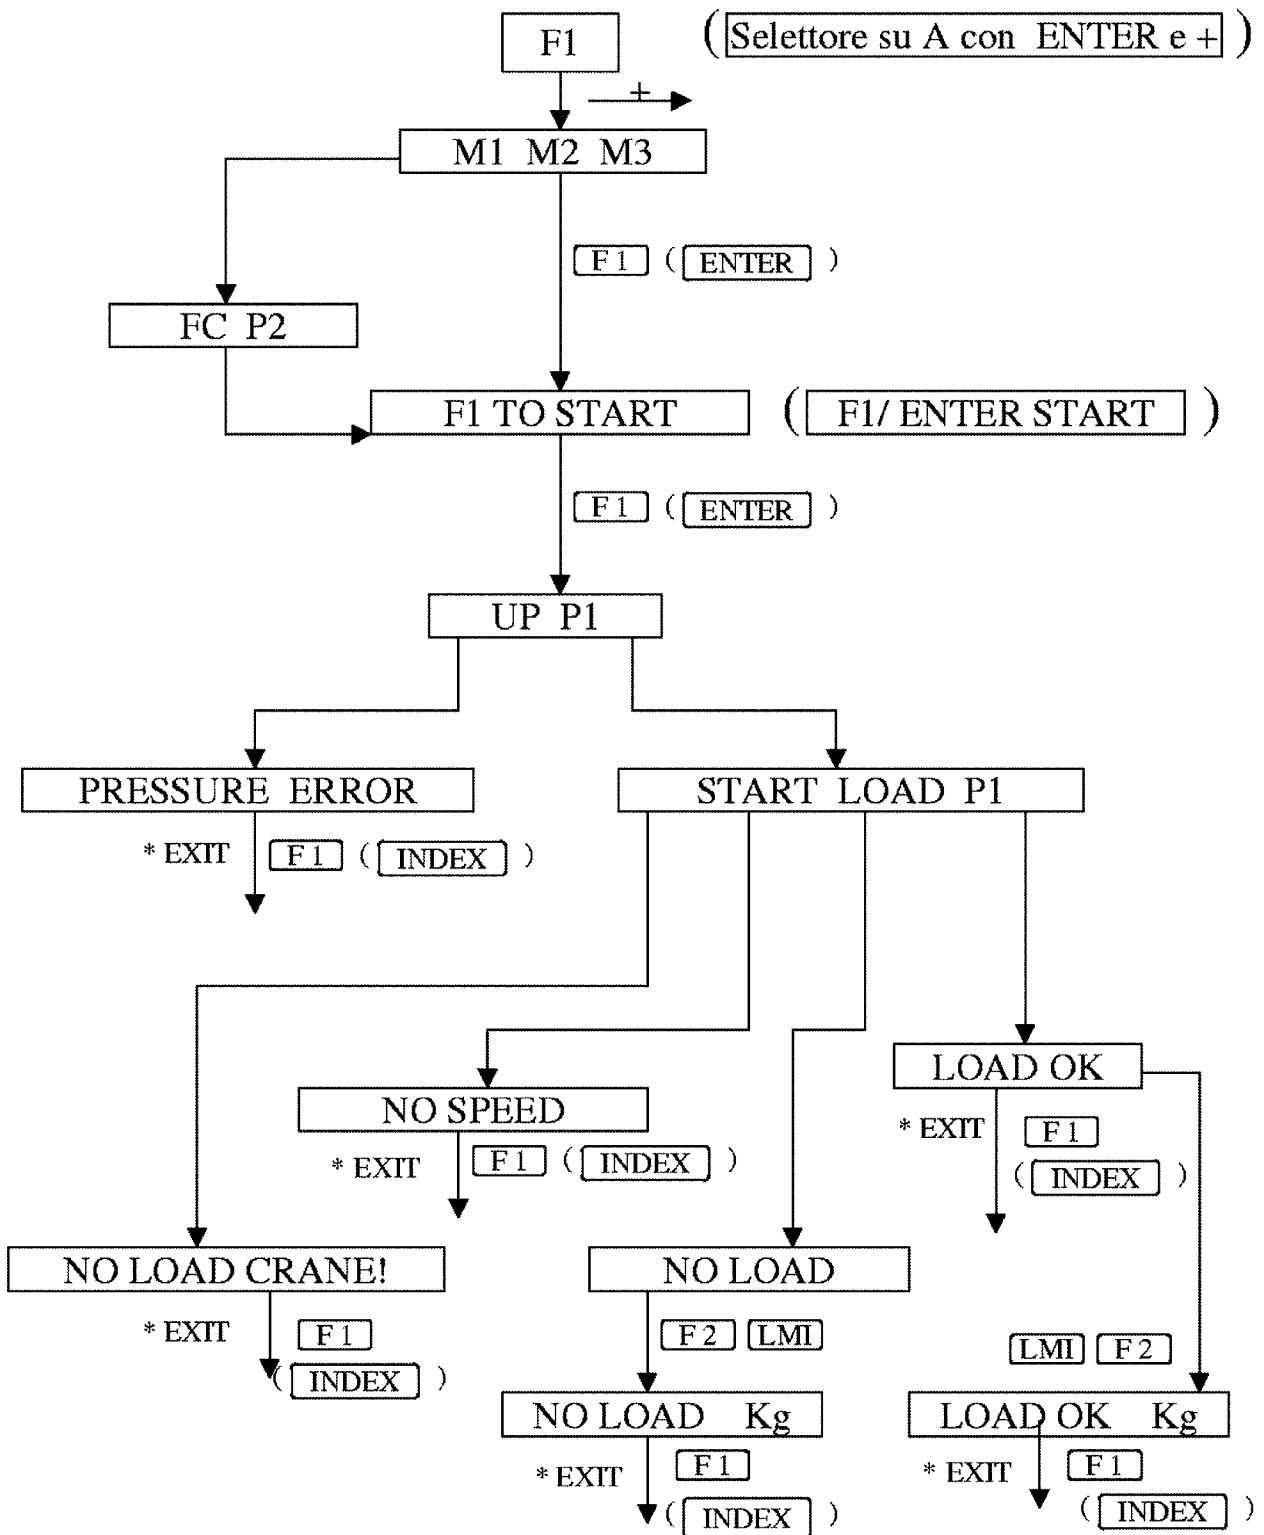 F1 ( Selettore su A con ENTER e + )
+
M1 M2 M3
F1 ( ENTER )
FC P2
F1 TO START ( F1/ ENTER START )
F1 ( ENTER )
UP P1
PRESSURE ERROR START LOAD P1
* EXIT F1 ( INDEX )
LOAD OK
NO SPEED
* EXIT F1
* EXIT F1 ( INDEX )
( INDEX )
NO LOAD CRANE! NO LOAD
* EXIT F1 F2 LMI LMI F2
( INDEX )
NO LOAD Kg LOAD OK Kg
* EXIT F1 * EXIT F1
( INDEX ) ( INDEX )